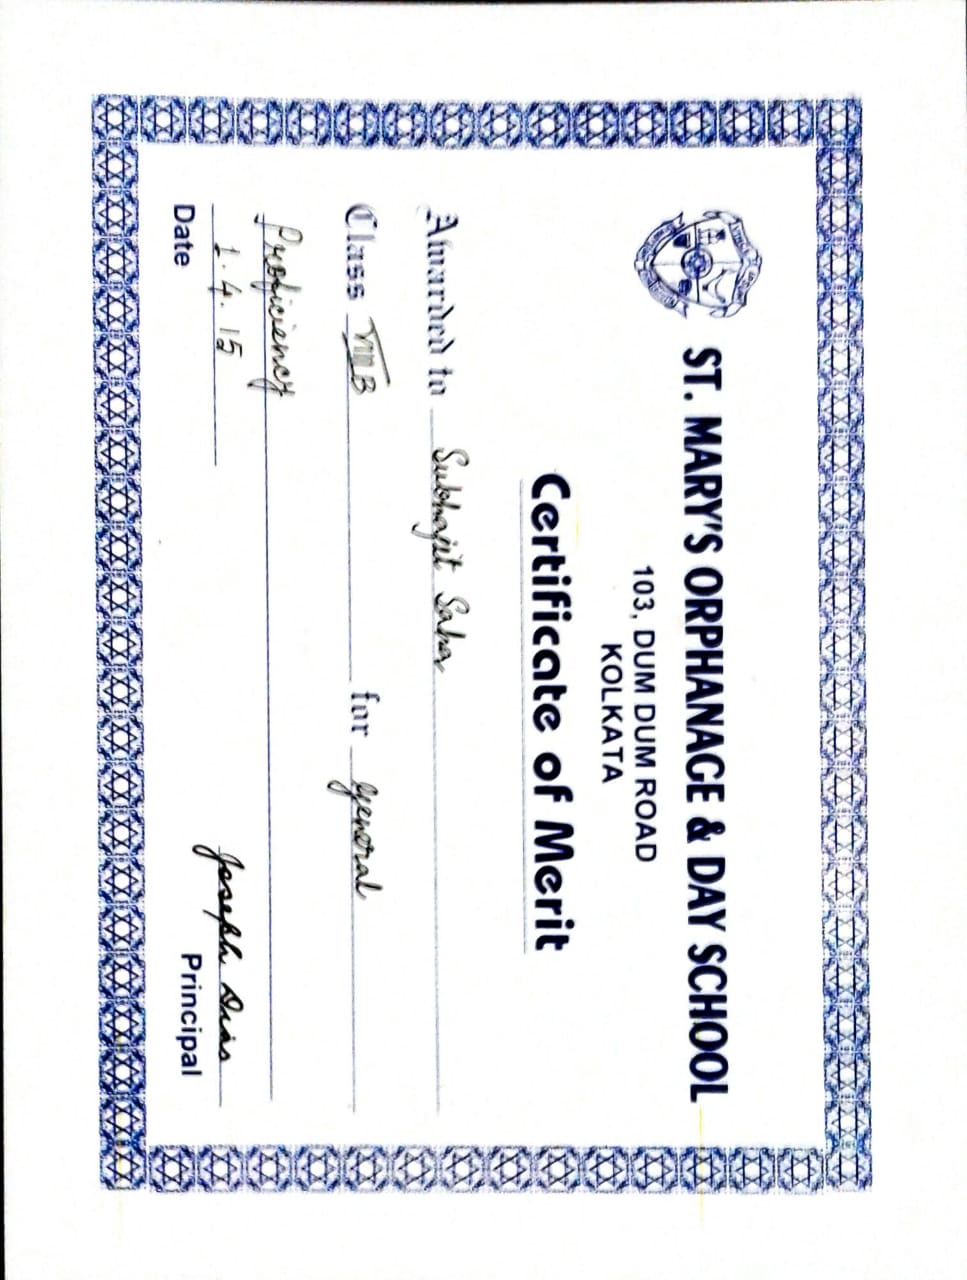 ST. MARY'S ORPHANAGE & DAY SCHOOL
103, DUM DUM ROAD
KOLKATA
Certificate of Merit
Awarded to Subhajit Saha
Class VIII B for General
Proficiency
1.4.15 Joseph Dias
Date Principal